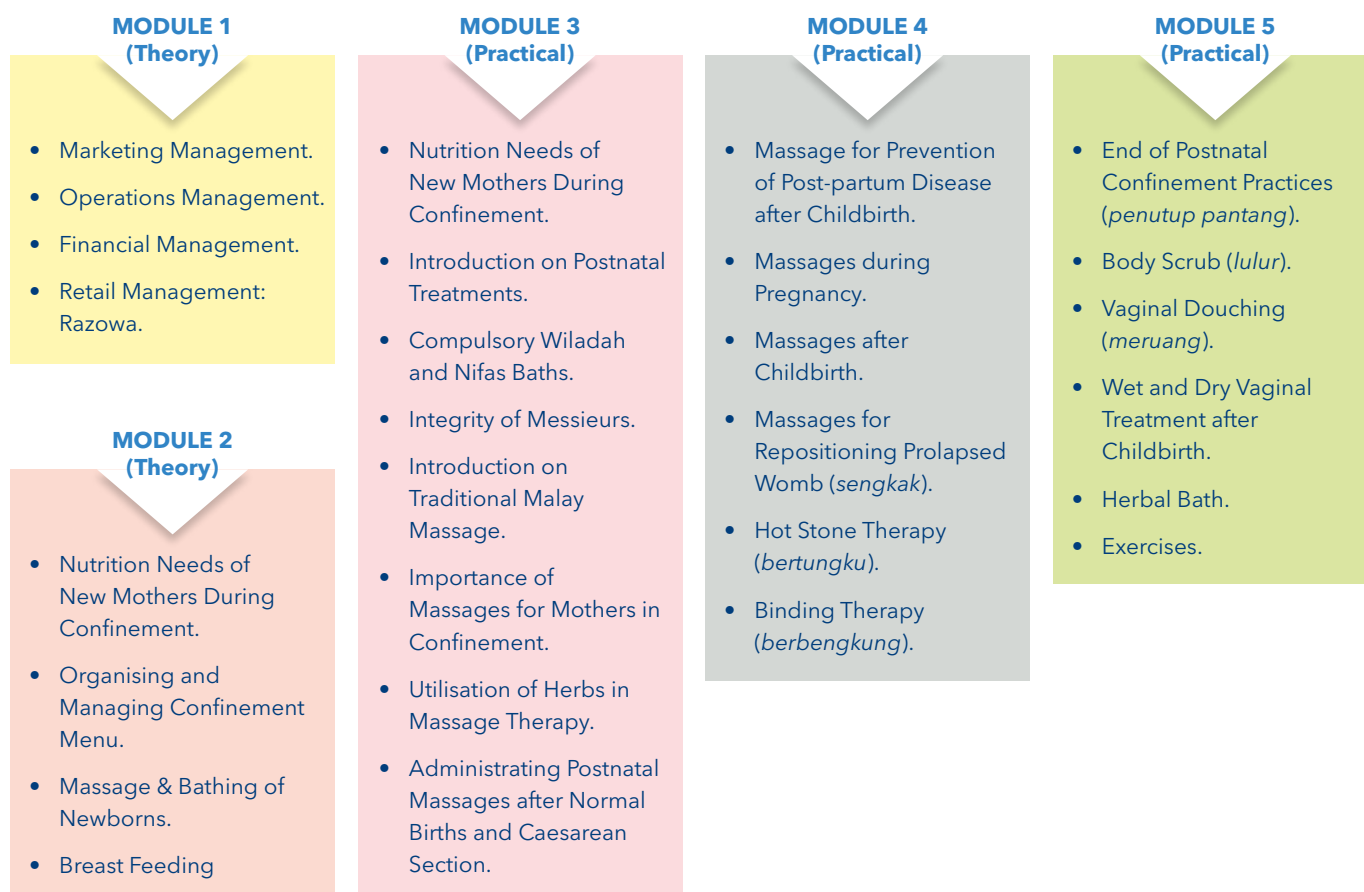 MODULE 1
(Theory)
• Marketing Management.
• Operations Management.
• Financial Management.
• Retail Management:
Razowa.
MODULE 2
(Theory)
• Nutrition Needs of
New Mothers During
Confinement.
• Organising and
Managing Confinement
Menu.
• Massage & Bathing of
Newborns.
• Breast Feeding
MODULE 3
(Practical)
• Nutrition Needs of
New Mothers During
Confinement.
• Introduction on Postnatal
Treatments.
• Compulsory Wiladah
and Nifas Baths.
• Integrity of Messieurs.
• Introduction on
Traditional Malay
Massage.
• Importance of
Massages for Mothers in
Confinement.
• Utilisation of Herbs in
Massage Therapy.
• Administrating Postnatal
Massages after Normal
Births and Caesarean
Section.
MODULE 4
(Practical)
• Massage for Prevention
of Post-partum Disease
after Childbirth.
• Massages during
Pregnancy.
• Massages after
Childbirth.
• Massages for
Repositioning Prolapsed
Womb (sengkak).
• Hot Stone Therapy
(bertungku).
• Binding Therapy
(berbengkung).
MODULE 5
(Practical)
• End of Postnatal
Confinement Practices
(penutup pantang).
• Body Scrub (lulur).
• Vaginal Douching
(meruang).
• Wet and Dry Vaginal
Treatment after
Childbirth.
• Herbal Bath.
• Exercises.